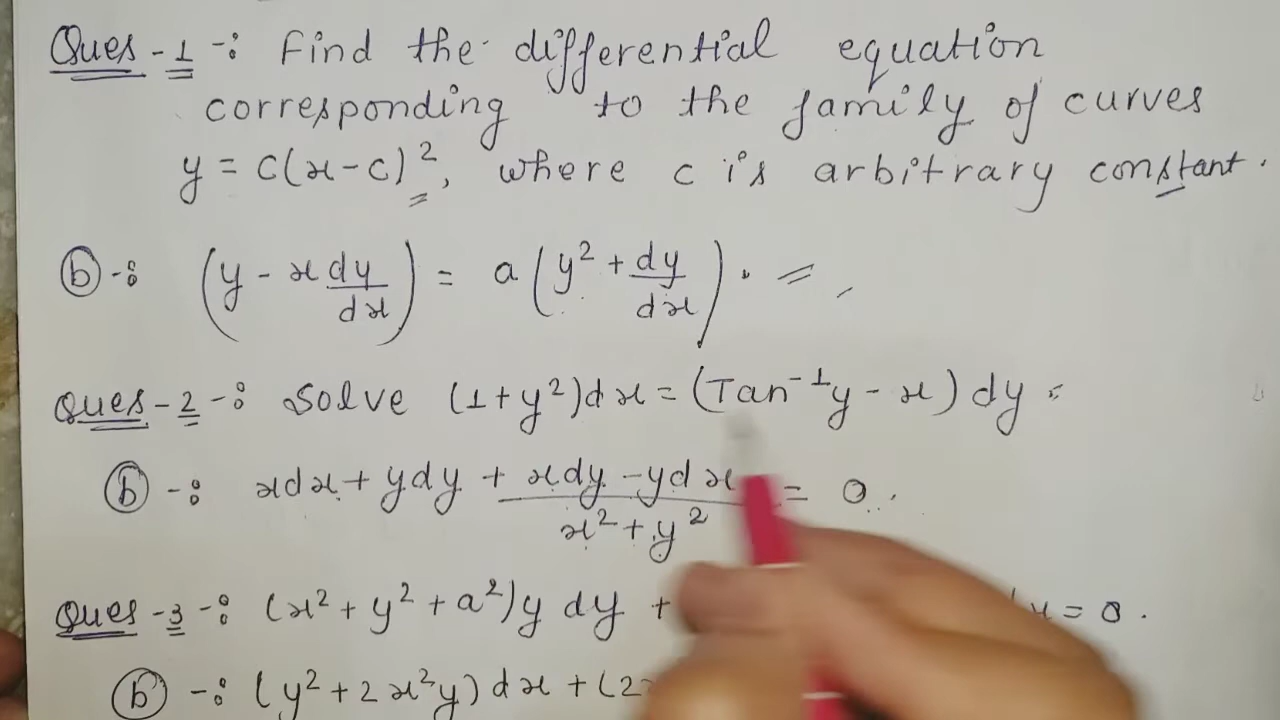 Ques-1-: Find the differential equation
corresponding to the family of curves
y = c(x-c)², where c is arbitrary constant.
(b)-: (y - x dy/dx) = a(y² + dy/dx).
Ques-2-: Solve (1+y²)dx = (Tan⁻¹y - x)dy.
(b)-: xdx + ydy + (xdy - ydx)/(x² + y²) = 0.
Ques-3-: (x² + y² + a²)y dy + = 0.
(b)-: (y² + 2x²y)dx + (2